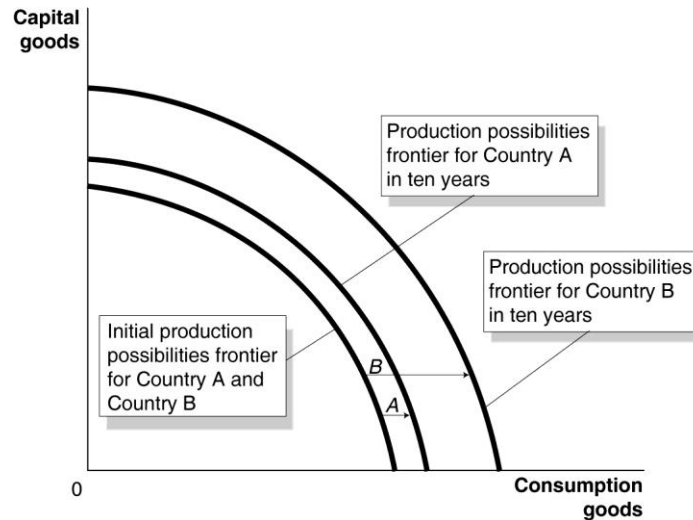 Capital
goods
Production possibilities
frontier for Country A
in ten years
Production possibilities
frontier for Country B
in ten years
Initial production
possibilities frontier
for Country A and
Country B
B
A
0
Consumption
goods